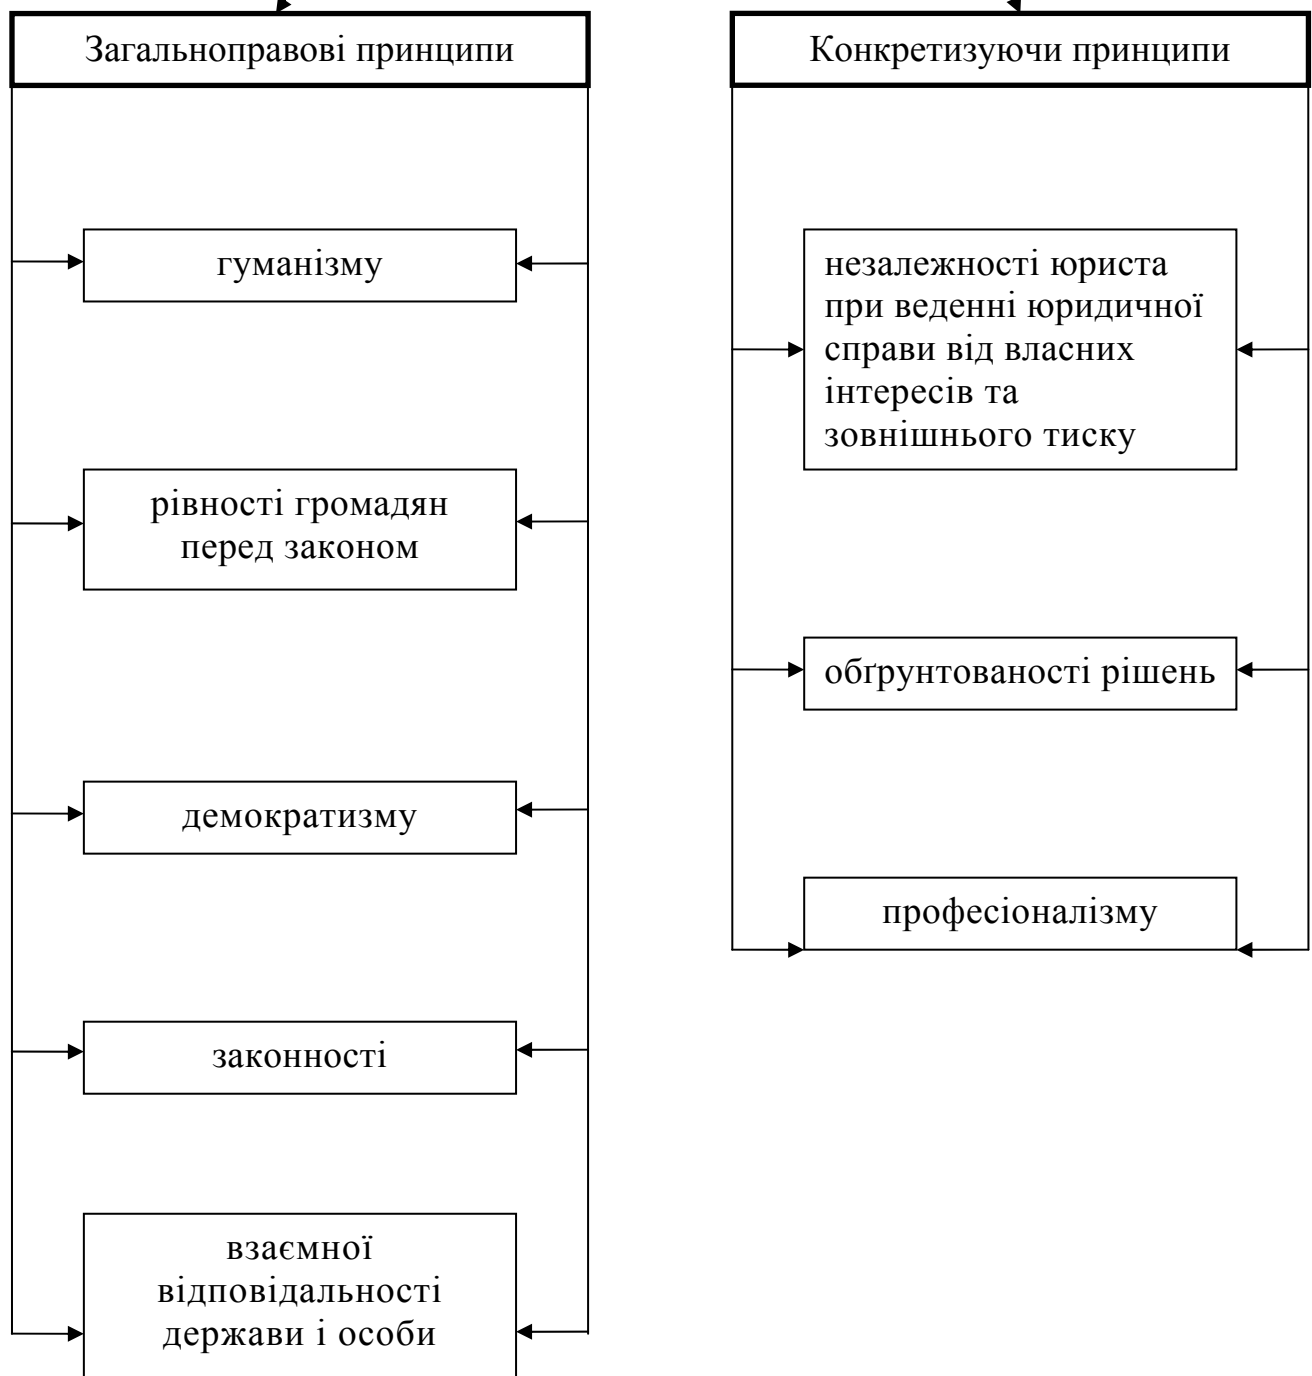 Загальноправові принципи
гуманізму
рівності громадян
перед законом
демократизму
законності
взаємної
відповідальності
держави і особи
Конкретизуючи принципи
незалежності юриста
при веденні юридичної
справи від власних
інтересів та
зовнішнього тиску
обґрунтованості рішень
професіоналізму